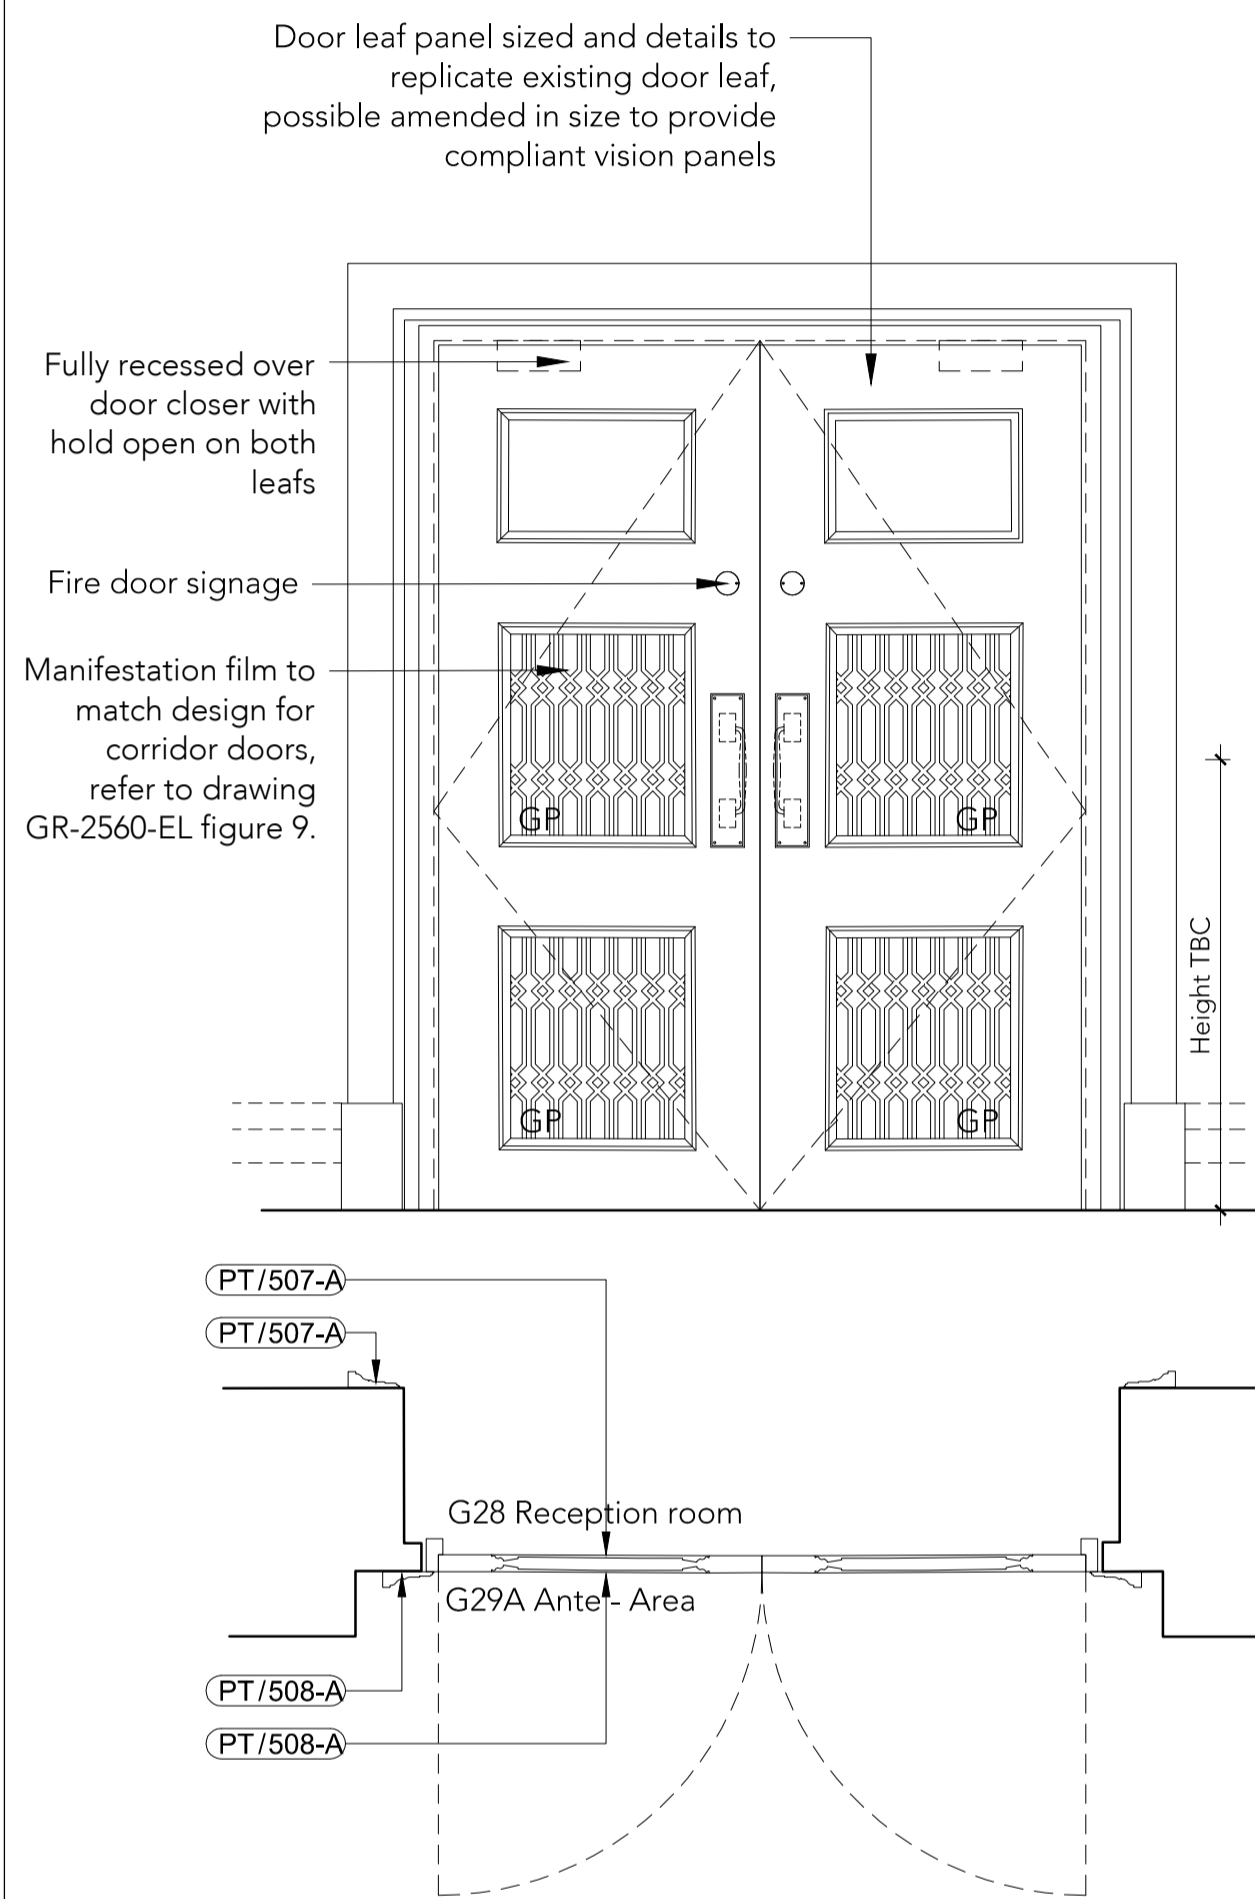 Door leaf panel sized and details to
replicate existing door leaf,
possible amended in size to provide
compliant vision panels
Fully recessed over
door closer with
hold open on both
leafs
Fire door signage
Manifestation film to
match design for
corridor doors,
refer to drawing
GR-2560-EL figure 9.
GP
GP
GP
GP
Height TBC
PT/507-A
PT/507-A
G28 Reception room
G29A Ante - Area
PT/508-A
PT/508-A